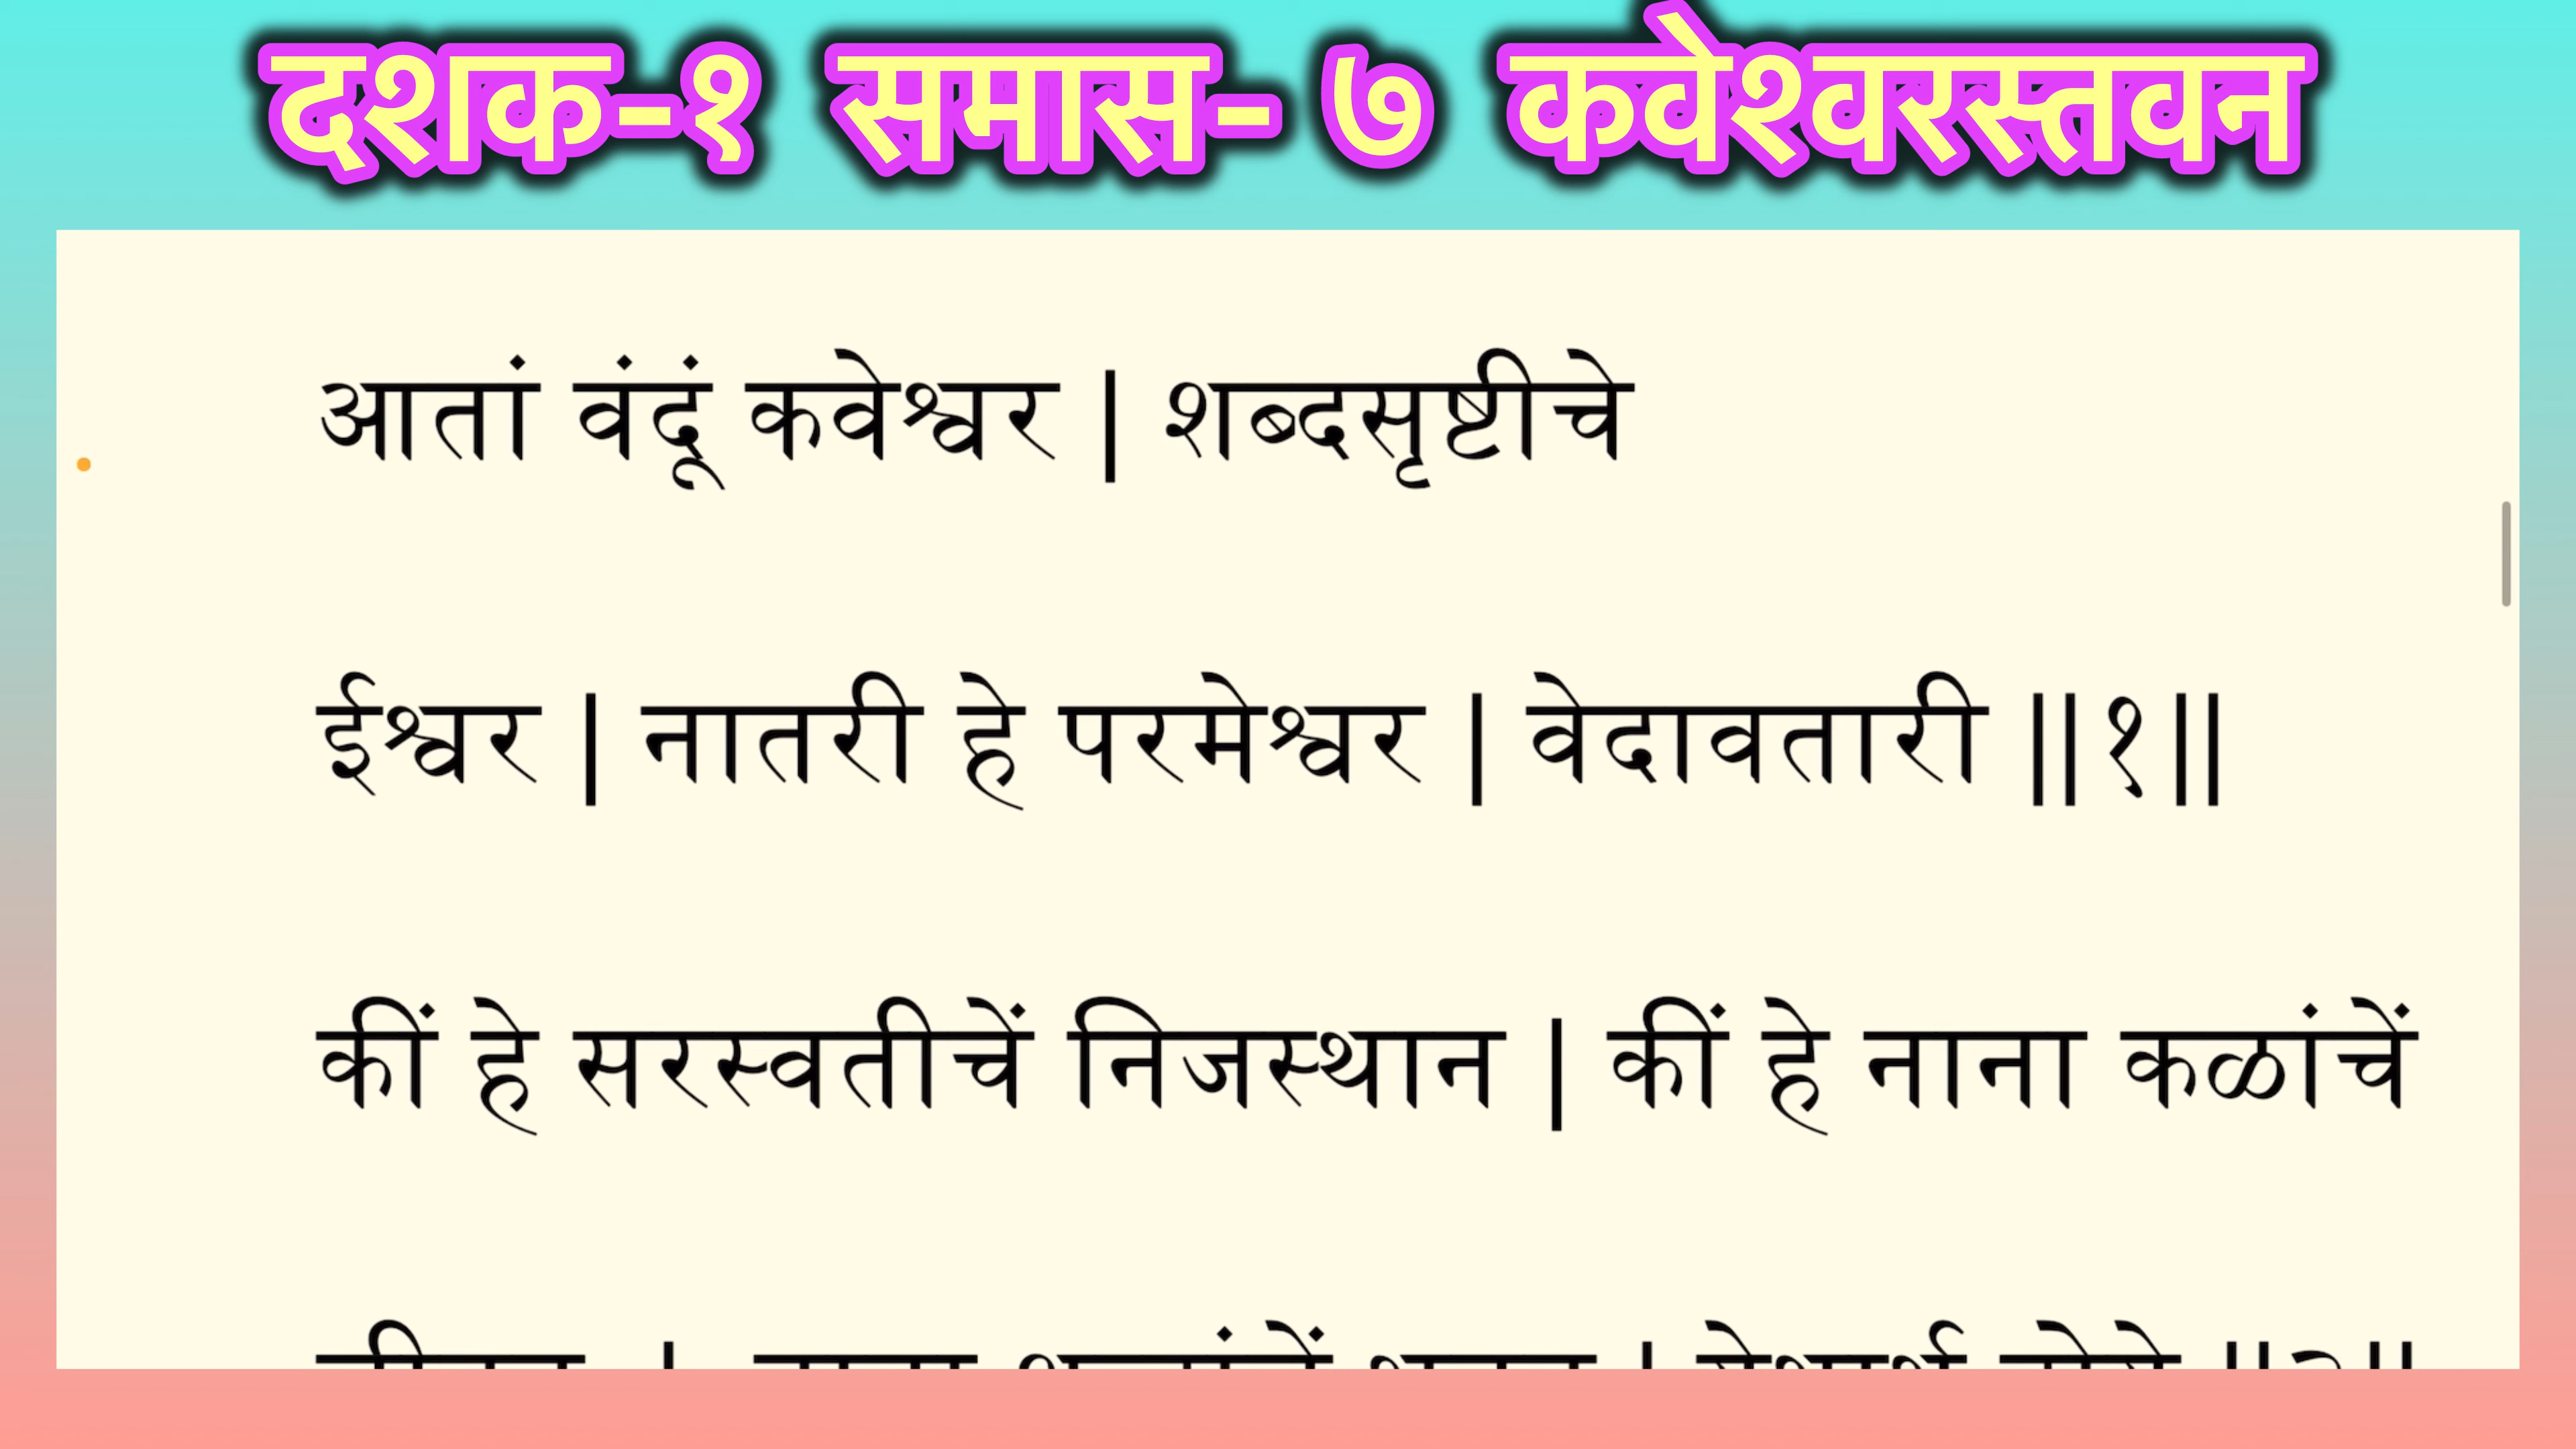 दशक-१ समास- ७ कवेश्वरस्तवन
आतां वंदूं कवेश्वर | शब्दसृष्टीचे
ईश्वर | नातरी हे परमेश्वर | वेदावतारी ||१||
कीं हे सरस्वतीचें निजस्थान | कीं हे नाना कळांचें